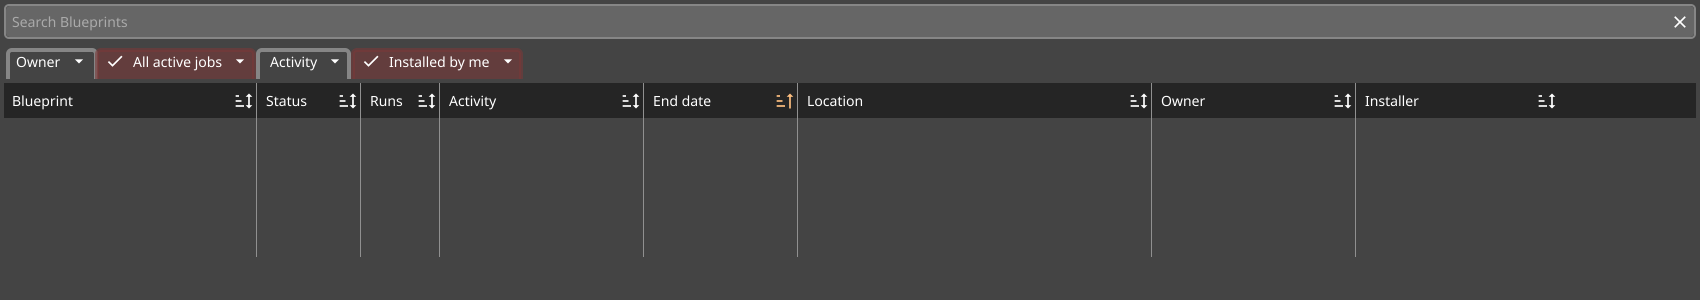 Search Blueprints
Owner All active jobs Activity Installed by me
Blueprint Status Runs Activity End date Location Owner Installer